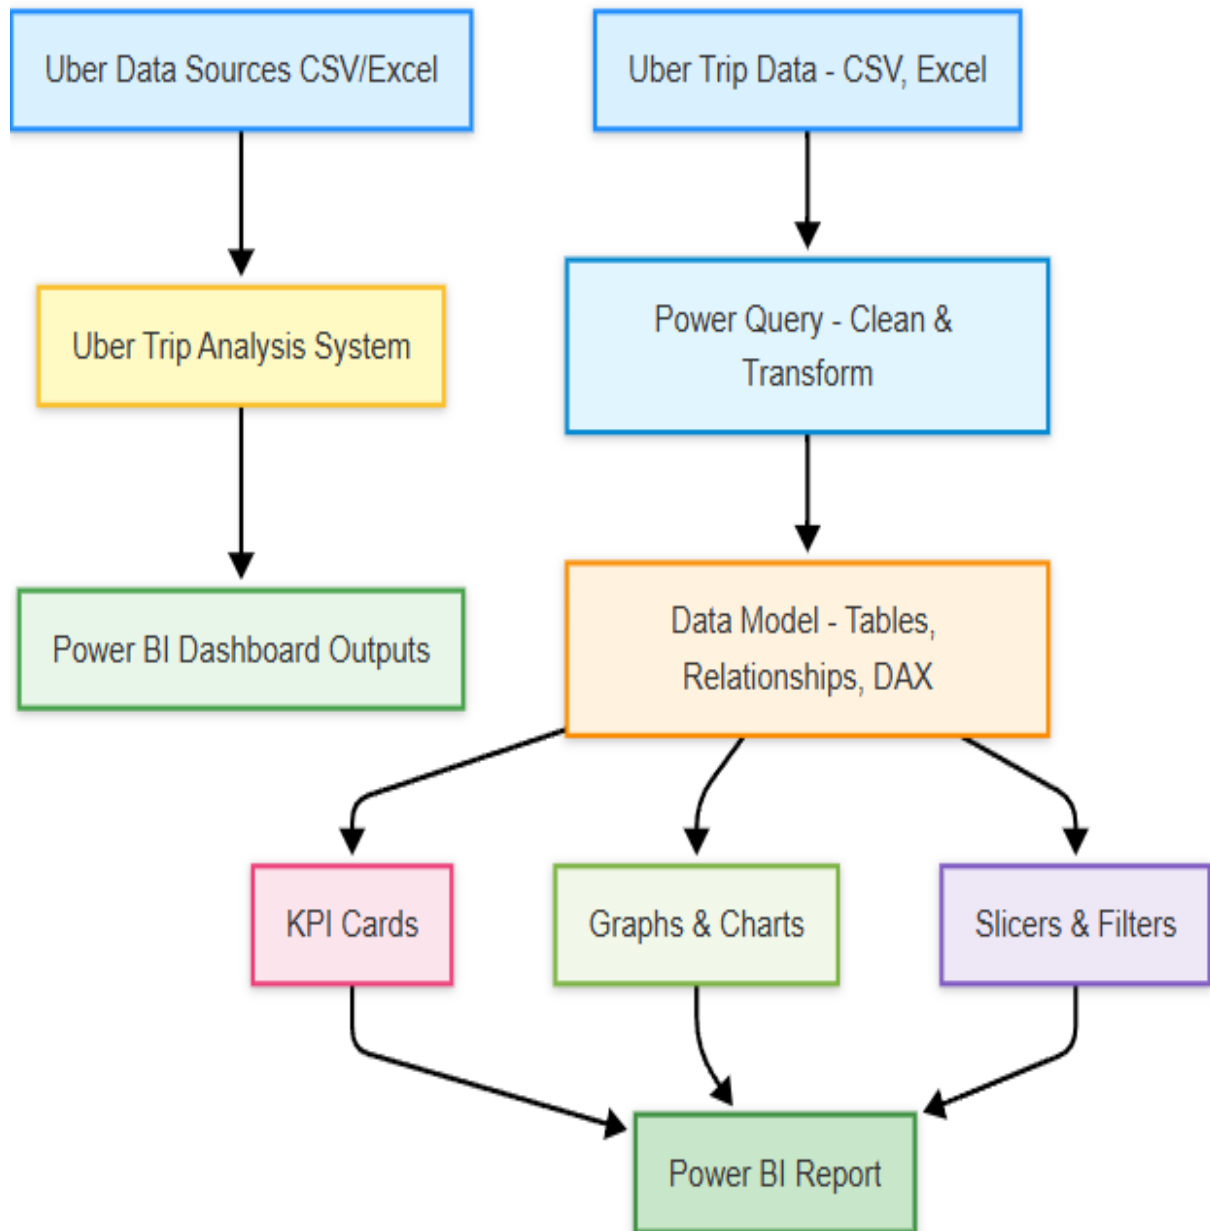 Uber Data Sources CSV/Excel
Uber Trip Data - CSV, Excel
Uber Trip Analysis System
Power Query - Clean &
Transform
Power BI Dashboard Outputs
Data Model - Tables,
Relationships, DAX
KPI Cards
Graphs & Charts
Slicers & Filters
Power BI Report